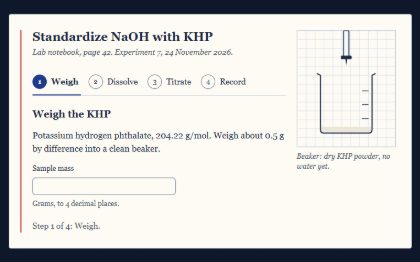 Standardize NaOH with KHP
Lab notebook, page 42. Experiment 7, 24 November 2026.
1 Weigh 2 Dissolve 3 Titrate 4 Record
Weigh the KHP
Potassium hydrogen phthalate, 204.22 g/mol. Weigh about 0.5 g
by difference into a clean beaker.
Sample mass
Grams, to 4 decimal places.
Step 1 of 4: Weigh.
Beaker: dry KHP powder, no
water yet.